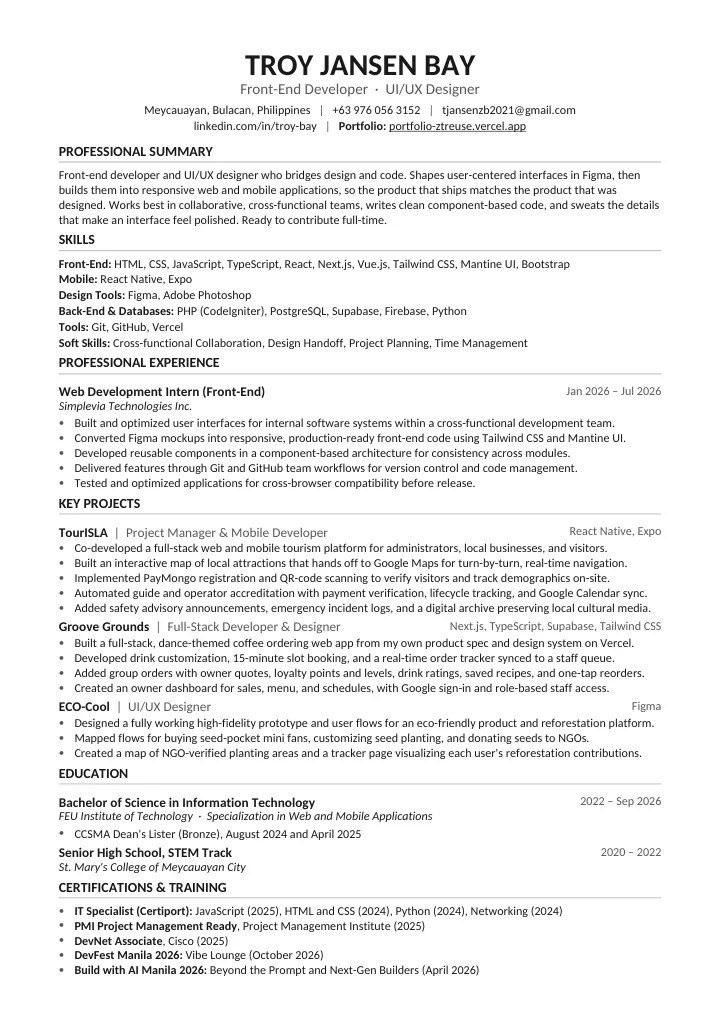 TROY JANSEN BAY
Front-End Developer · UI/UX Designer
Meycauayan, Bulacan, Philippines | +63 976 056 3152 | tjansenzb2021@gmail.com
linkedin.com/in/troy-bay | Portfolio: portfolio-ztreuse.vercel.app
PROFESSIONAL SUMMARY
Front-end developer and UI/UX designer who bridges design and code. Shapes user-centered interfaces in Figma, then
builds them into responsive web and mobile applications, so the product that ships matches the product that was
designed. Works best in collaborative, cross-functional teams, writes clean component-based code, and sweats the details
that make an interface feel polished. Ready to contribute full-time.
SKILLS
Front-End: HTML, CSS, JavaScript, TypeScript, React, Next.js, Vue.js, Tailwind CSS, Mantine UI, Bootstrap
Mobile: React Native, Expo
Design Tools: Figma, Adobe Photoshop
Back-End & Databases: PHP (CodeIgniter), PostgreSQL, Supabase, Firebase, Python
Tools: Git, GitHub, Vercel
Soft Skills: Cross-functional Collaboration, Design Handoff, Project Planning, Time Management
PROFESSIONAL EXPERIENCE
Web Development Intern (Front-End) Jan 2026 – Jul 2026
Simplevia Technologies Inc.
• Built and optimized user interfaces for internal software systems within a cross-functional development team.
• Converted Figma mockups into responsive, production-ready front-end code using Tailwind CSS and Mantine UI.
• Developed reusable components in a component-based architecture for consistency across modules.
• Delivered features through Git and GitHub team workflows for version control and code management.
• Tested and optimized applications for cross-browser compatibility before release.
KEY PROJECTS
TourISLA | Project Manager & Mobile Developer React Native, Expo
• Co-developed a full-stack web and mobile tourism platform for administrators, local businesses, and visitors.
• Built an interactive map of local attractions that hands off to Google Maps for turn-by-turn, real-time navigation.
• Implemented PayMongo registration and QR-code scanning to verify visitors and track demographics on-site.
• Automated guide and operator accreditation with payment verification, lifecycle tracking, and Google Calendar sync.
• Added safety advisory announcements, emergency incident logs, and a digital archive preserving local cultural media.
Groove Grounds | Full-Stack Developer & Designer Next.js, TypeScript, Supabase, Tailwind CSS
• Built a full-stack, dance-themed coffee ordering web app from my own product spec and design system on Vercel.
• Developed drink customization, 15-minute slot booking, and a real-time order tracker synced to a staff queue.
• Added group orders with owner quotes, loyalty points and levels, drink ratings, saved recipes, and one-tap reorders.
• Created an owner dashboard for sales, menu, and schedules, with Google sign-in and role-based staff access.
ECO-Cool | UI/UX Designer Figma
• Designed a fully working high-fidelity prototype and user flows for an eco-friendly product and reforestation platform.
• Mapped flows for buying seed-pocket mini fans, customizing seed planting, and donating seeds to NGOs.
• Created a map of NGO-verified planting areas and a tracker page visualizing each user's reforestation contributions.
EDUCATION
Bachelor of Science in Information Technology 2022 – Sep 2026
FEU Institute of Technology · Specialization in Web and Mobile Applications
• CCSMA Dean's Lister (Bronze), August 2024 and April 2025
Senior High School, STEM Track 2020 – 2022
St. Mary's College of Meycauayan City
CERTIFICATIONS & TRAINING
• IT Specialist (Certiport): JavaScript (2025), HTML and CSS (2024), Python (2024), Networking (2024)
• PMI Project Management Ready, Project Management Institute (2025)
• DevNet Associate, Cisco (2025)
• DevFest Manila 2026: Vibe Lounge (October 2026)
• Build with AI Manila 2026: Beyond the Prompt and Next-Gen Builders (April 2026)